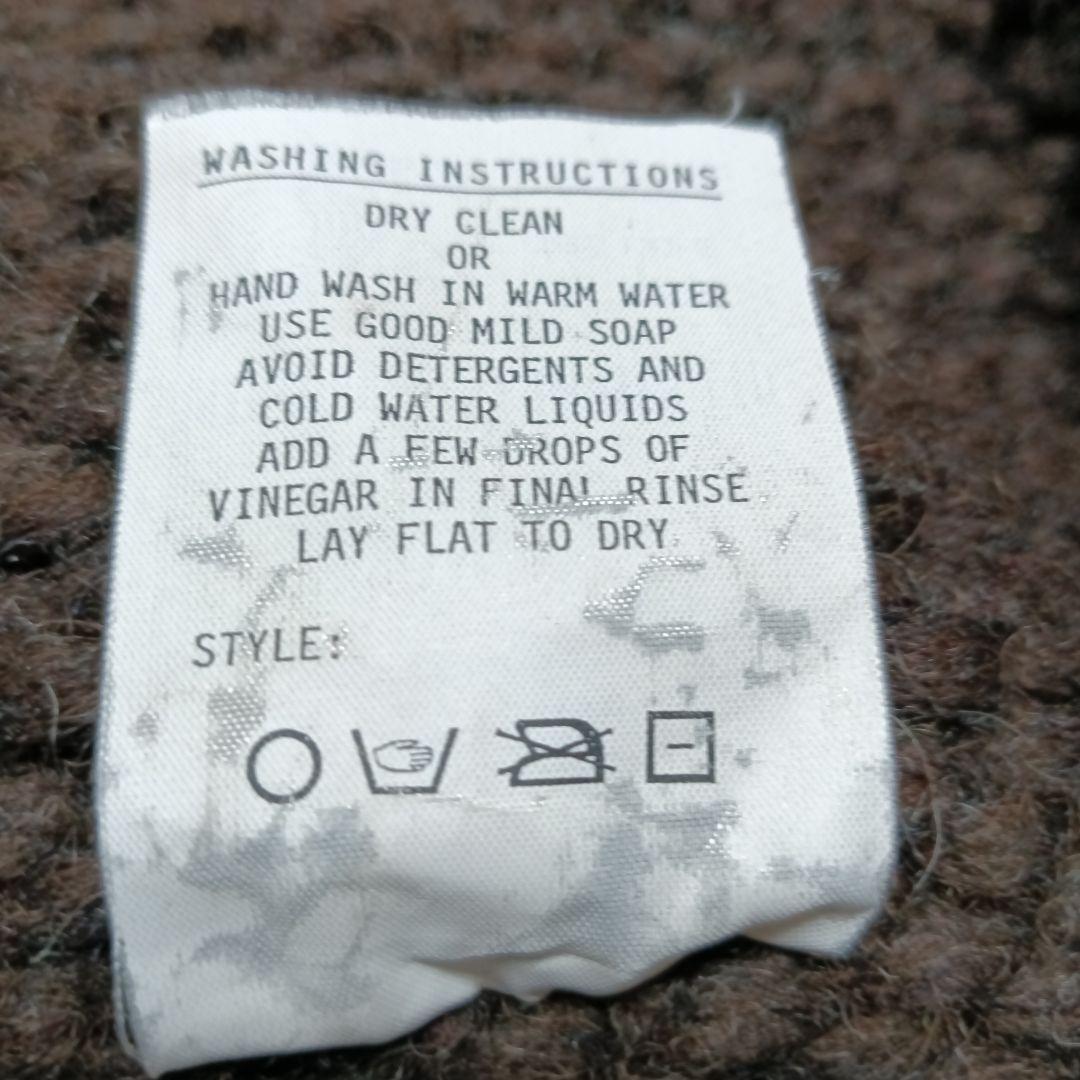 WASHING INSTRUCTIONS
DRY CLEAN
OR
HAND WASH IN WARM WATER
USE GOOD MILD SOAP
AVOID DETERGENTS AND
COLD WATER LIQUIDS
ADD A FEW DROPS OF
VINEGAR IN FINAL RINSE
LAY FLAT TO DRY
STYLE: